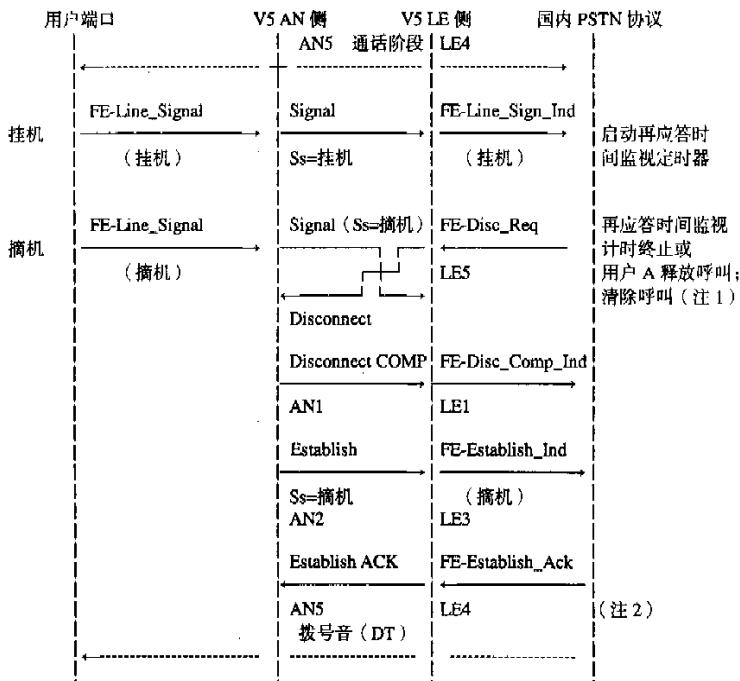 用户端口 V5 AN 侧 V5 LE 侧 国内 PSTN 协议
AN5 通话阶段 LE4
FE-Line_Signal Signal FE-Line_Sign_Ind
挂机 启动再应答时
(挂机) Ss=挂机 (挂机) 间监视定时器
FE-Line_Signal Signal(Ss=摘机) FE-Disc_Req 再应答时间监视
摘机 计时终止或
(摘机) LE5 用户 A 释放呼叫;
清除呼叫(注 1)
Disconnect
Disconnect COMP FE-Disc_Comp_Ind
AN1 LE1
Establish FE-Establish_Ind
Ss=摘机 (摘机)
AN2 LE3
Establish ACK FE-Establish_Ack
AN5 LE4 (注 2)
拨号音(DT)